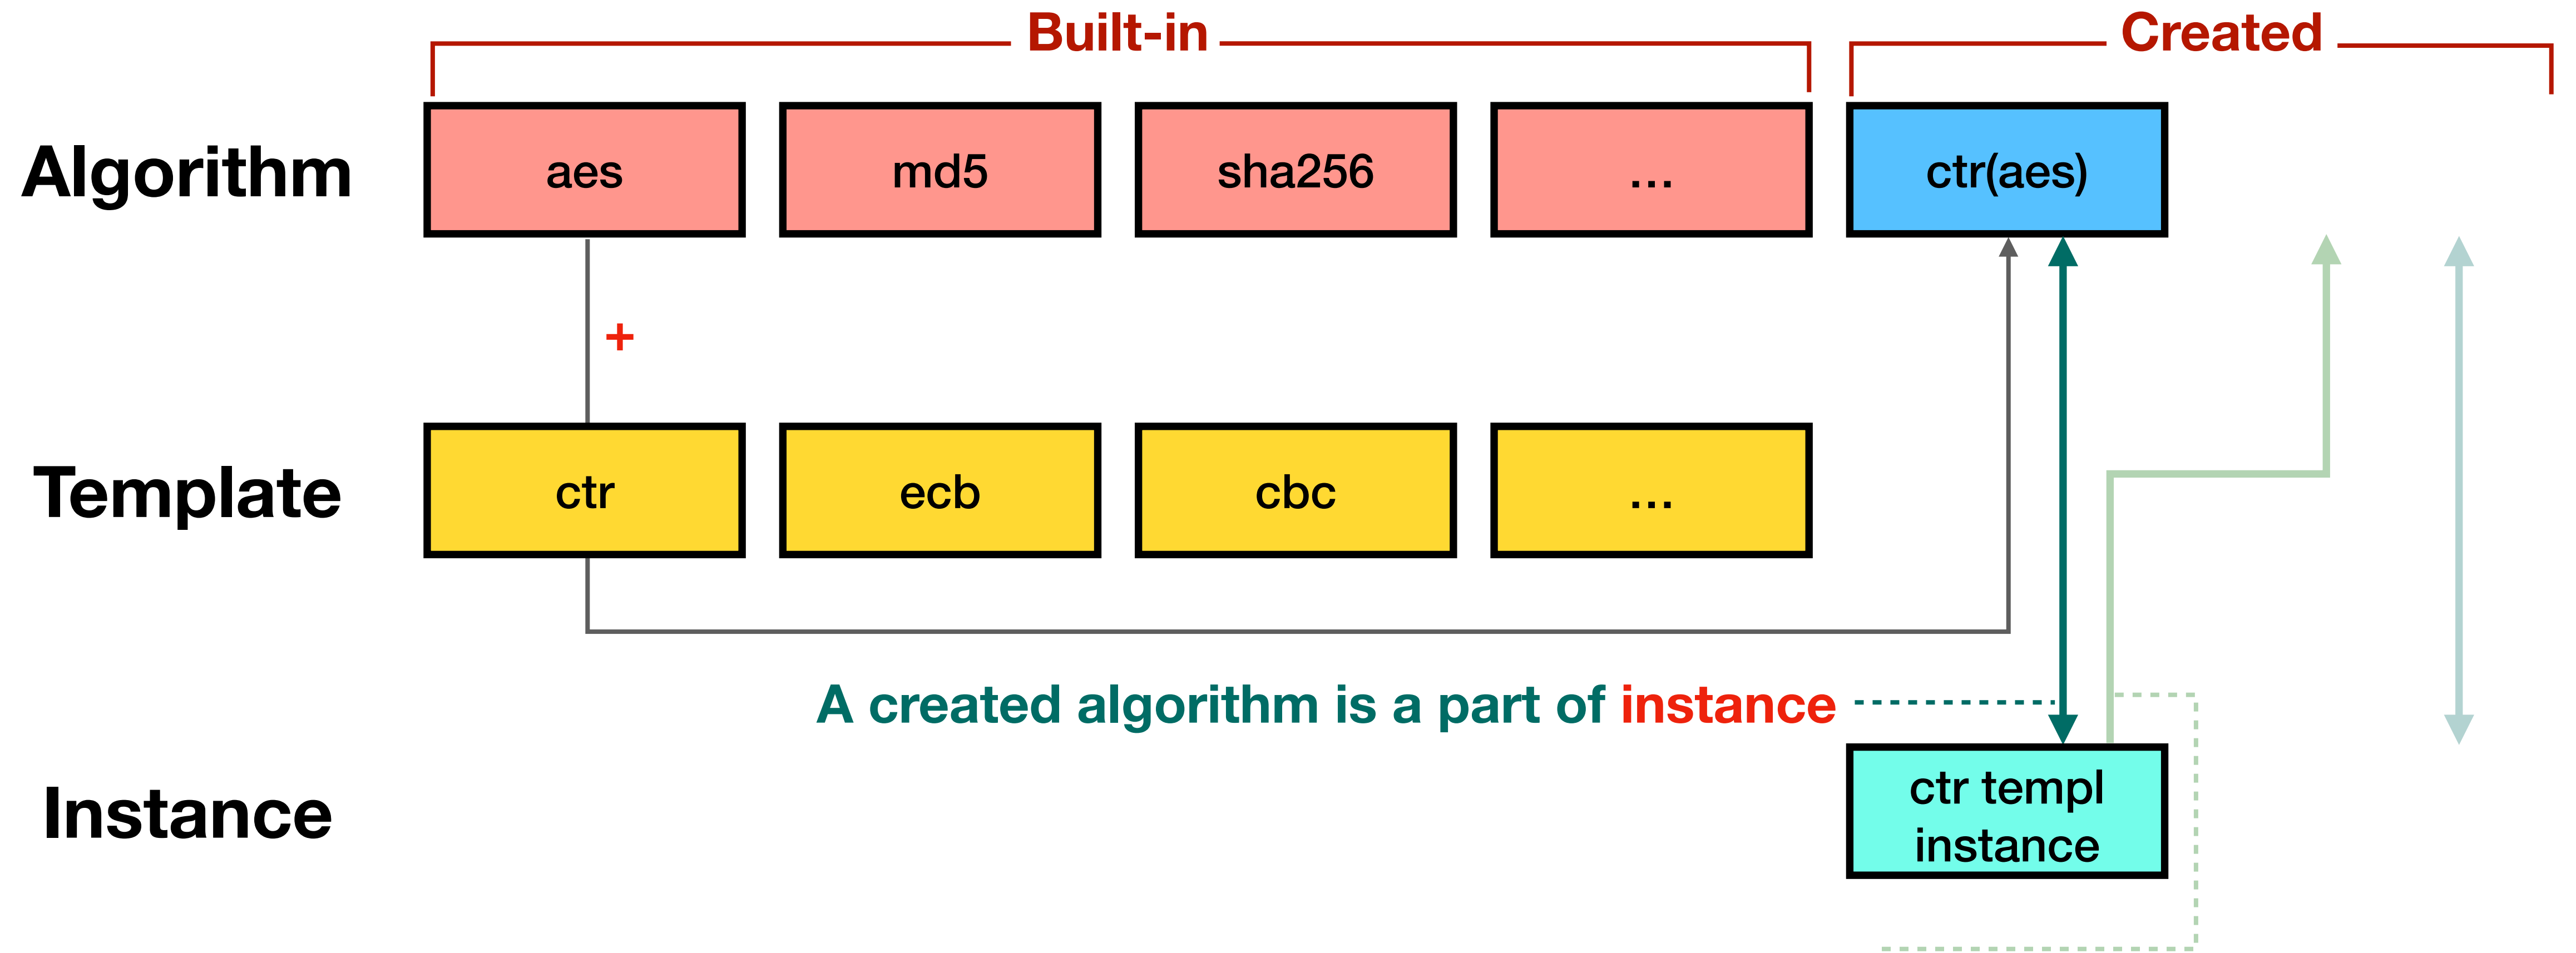 Built-in
Created
Algorithm
aes
md5
sha256
...
ctr(aes)
+
Template
ctr
ecb
cbc
...
A created algorithm is a part of instance
Instance
ctr templ
instance